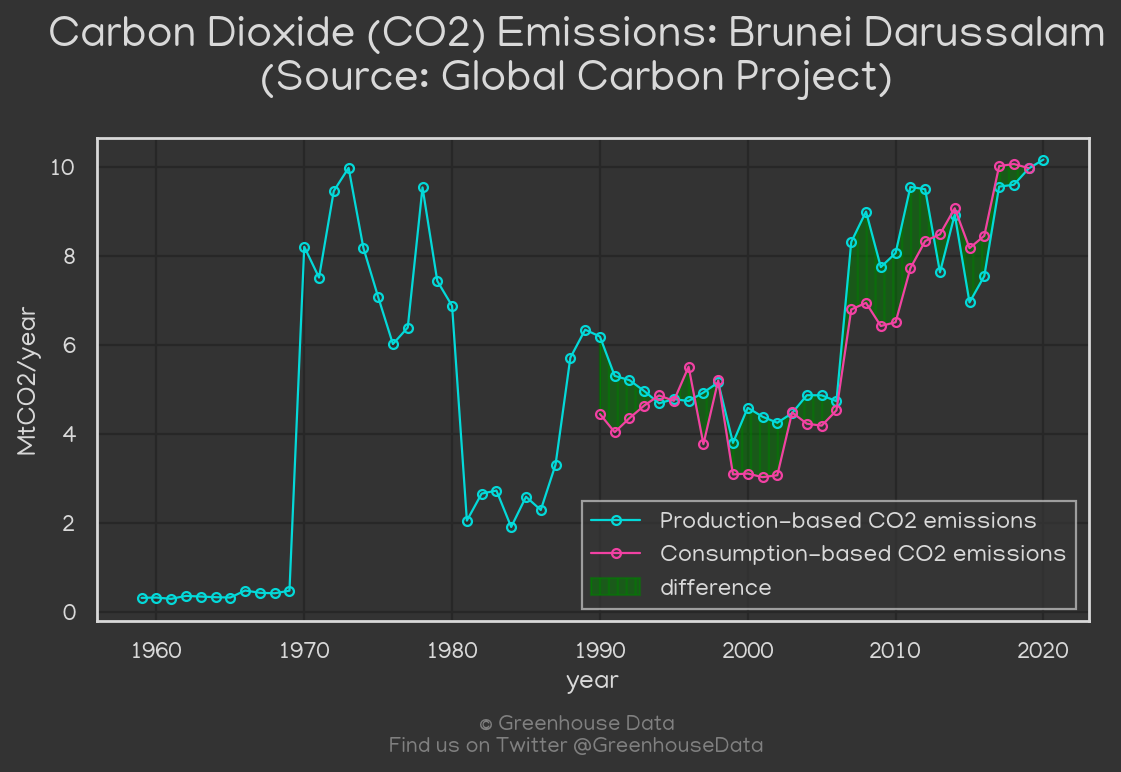 Carbon Dioxide (CO2) Emissions: Brunei Darussalam
(Source: Global Carbon Project)
MtCO2/year
10
8
6
4
2
0
Production-based CO2 emissions
Consumption-based CO2 emissions
difference
1960 1970 1980 1990 2000 2010 2020
year
© Greenhouse Data
Find us on Twitter @GreenhouseData